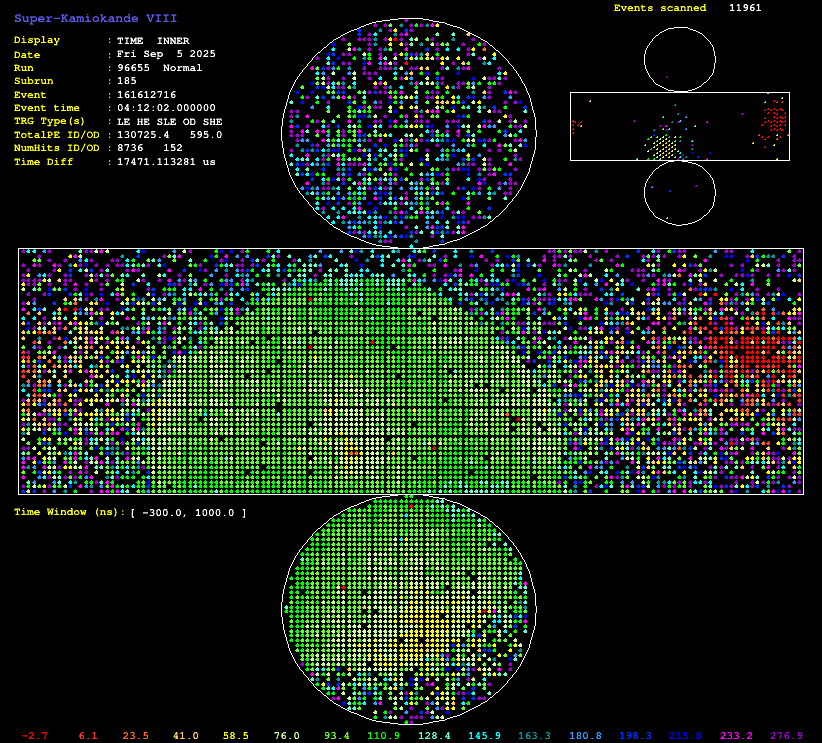 Super-Kamiokande VIII
Events scanned 11961
Display : TIME INNER
Date : Fri Sep 5 2025
Run : 96655 Normal
Subrun : 185
Event : 161612716
Event time : 04:12:02.000000
TRG Type(s) : LE HE SLE OD SHE
TotalPE ID/OD : 130725.4 595.0
NumHits ID/OD : 8736 152
Time Diff : 17471.113281 us
Time Window (ns): [ -300.0, 1000.0 ]
-2.7 6.1 23.5 41.0 58.5 76.0 93.4 110.9 128.4 145.9 163.3 180.8 198.3 215.8 233.2 276.9